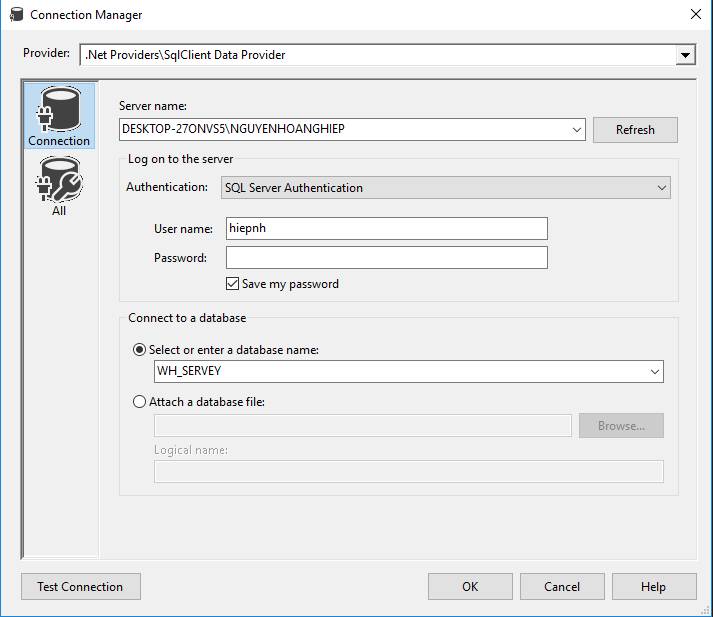 Connection Manager
Provider: .Net Providers\SqlClient Data Provider
Connection
All
Server name:
DESKTOP-27ONVS5\NGUYENHOANGHIEP
Refresh
Log on to the server
Authentication: SQL Server Authentication
User name: hiepnh
Password:
Save my password
Connect to a database
Select or enter a database name:
WH_SERVEY
Attach a database file:
Browse...
Logical name:
Test Connection
OK
Cancel
Help